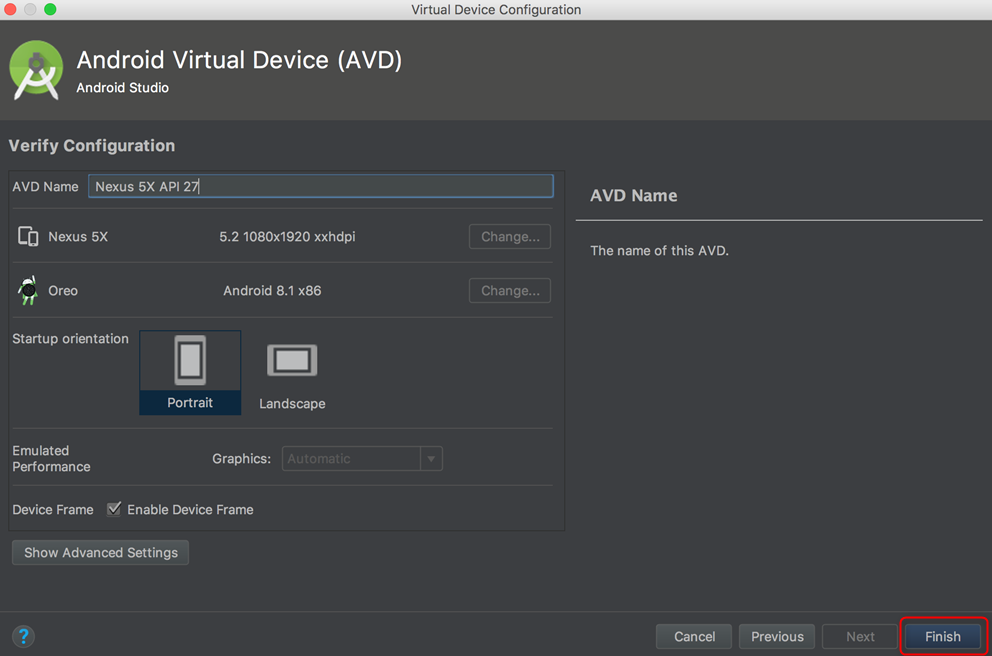 Virtual Device Configuration
Android Virtual Device (AVD)
Android Studio
Verify Configuration
AVD Name Nexus 5X API 27
AVD Name
The name of this AVD.
Nexus 5X 5.2 1080x1920 xxhdpi Change...
Oreo Android 8.1 x86 Change...
Startup orientation
Portrait
Landscape
Emulated
Performance
Graphics: Automatic
Device Frame Enable Device Frame
Show Advanced Settings
? Cancel Previous Next Finish